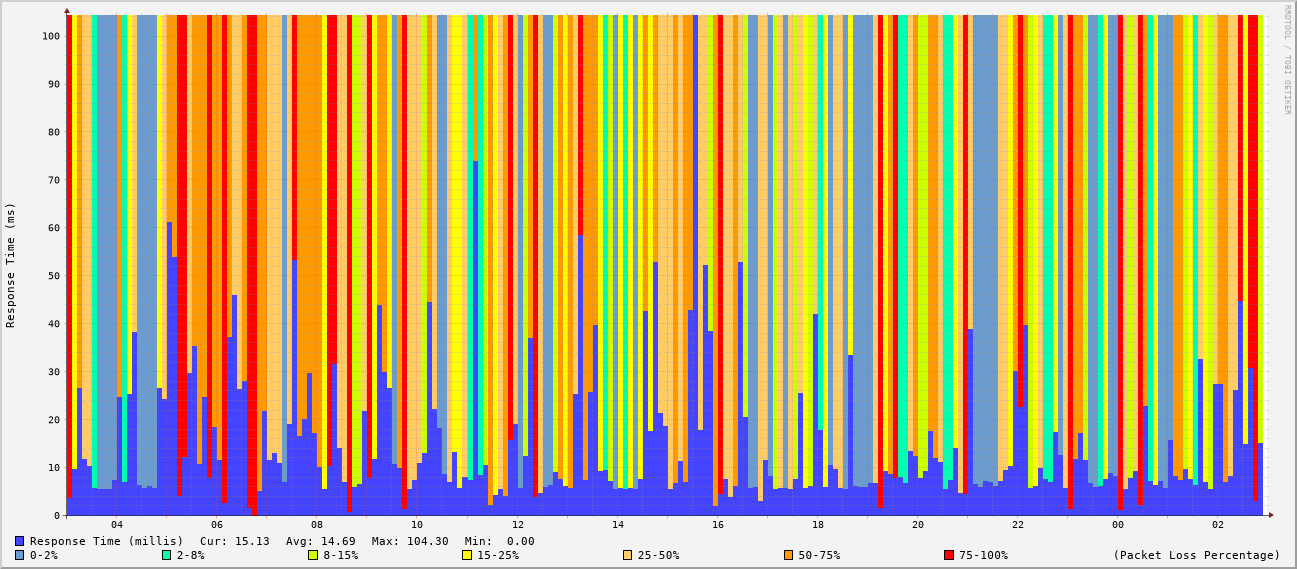 RRDTOOL / TOBI OETIKER
Response Time (ms)
100
90
80
70
60
50
40
30
20
10
0
04 06 08 10 12 14 16 18 20 22 00 02
Response Time (millis) Cur: 15.13 Avg: 14.69 Max: 104.30 Min: 0.00
0-2% 2-8% 8-15% 15-25% 25-50% 50-75% 75-100% (Packet Loss Percentage)